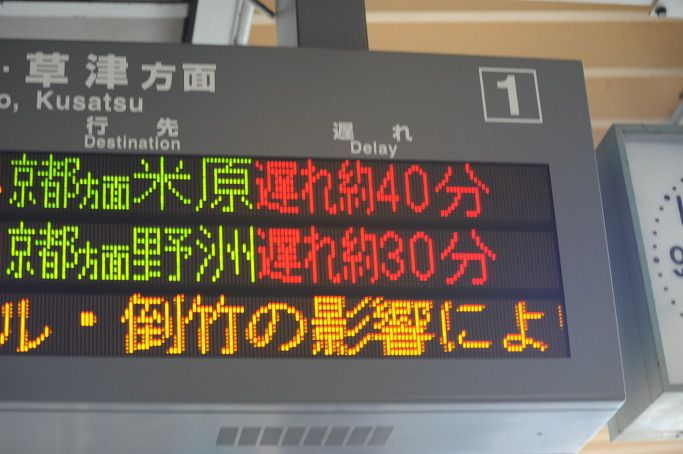 ・草津方面
o, Kusatsu
1
行先
Destination
遅れ
Delay
京都方面米原遅れ約40分
京都方面野洲遅れ約30分
ル・倒竹の影響によ
9